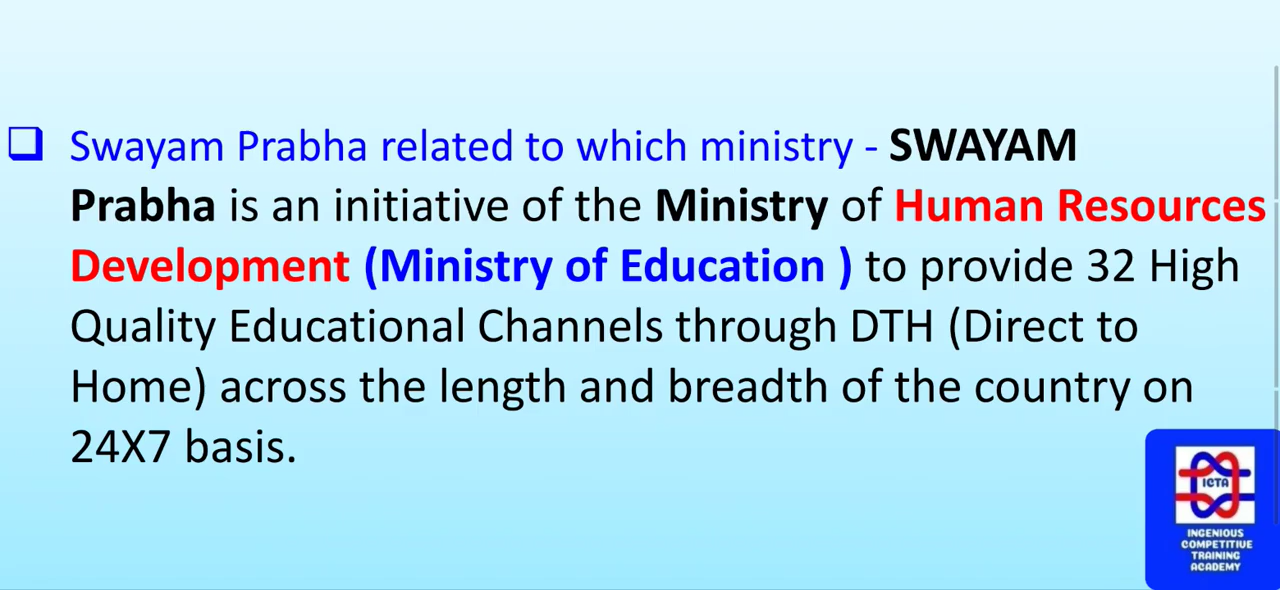 ❑ Swayam Prabha related to which ministry - SWAYAM
Prabha is an initiative of the Ministry of Human Resources
Development (Ministry of Education ) to provide 32 High
Quality Educational Channels through DTH (Direct to
Home) across the length and breadth of the country on
24X7 basis.
ICTA
INGENIOUS
COMPETITIVE
TRAINING
ACADEMY